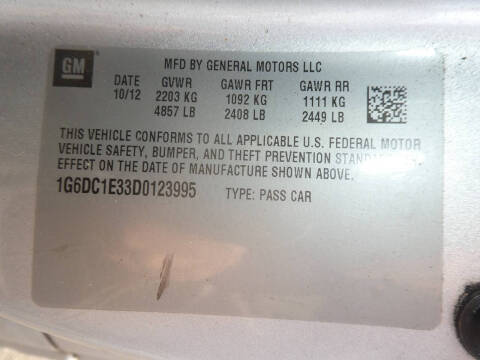 GM
MFD BY GENERAL MOTORS LLC
DATE GVWR GAWR FRT GAWR RR
10/12 2203 KG 1092 KG 1111 KG
4857 LB 2408 LB 2449 LB
THIS VEHICLE CONFORMS TO ALL APPLICABLE U.S. FEDERAL MOTOR
VEHICLE SAFETY, BUMPER, AND THEFT PREVENTION
EFFECT ON THE DATE OF MANUFACTURE SHOWN ABOVE.
1G6DC1E33D0123995 TYPE: PASS CAR